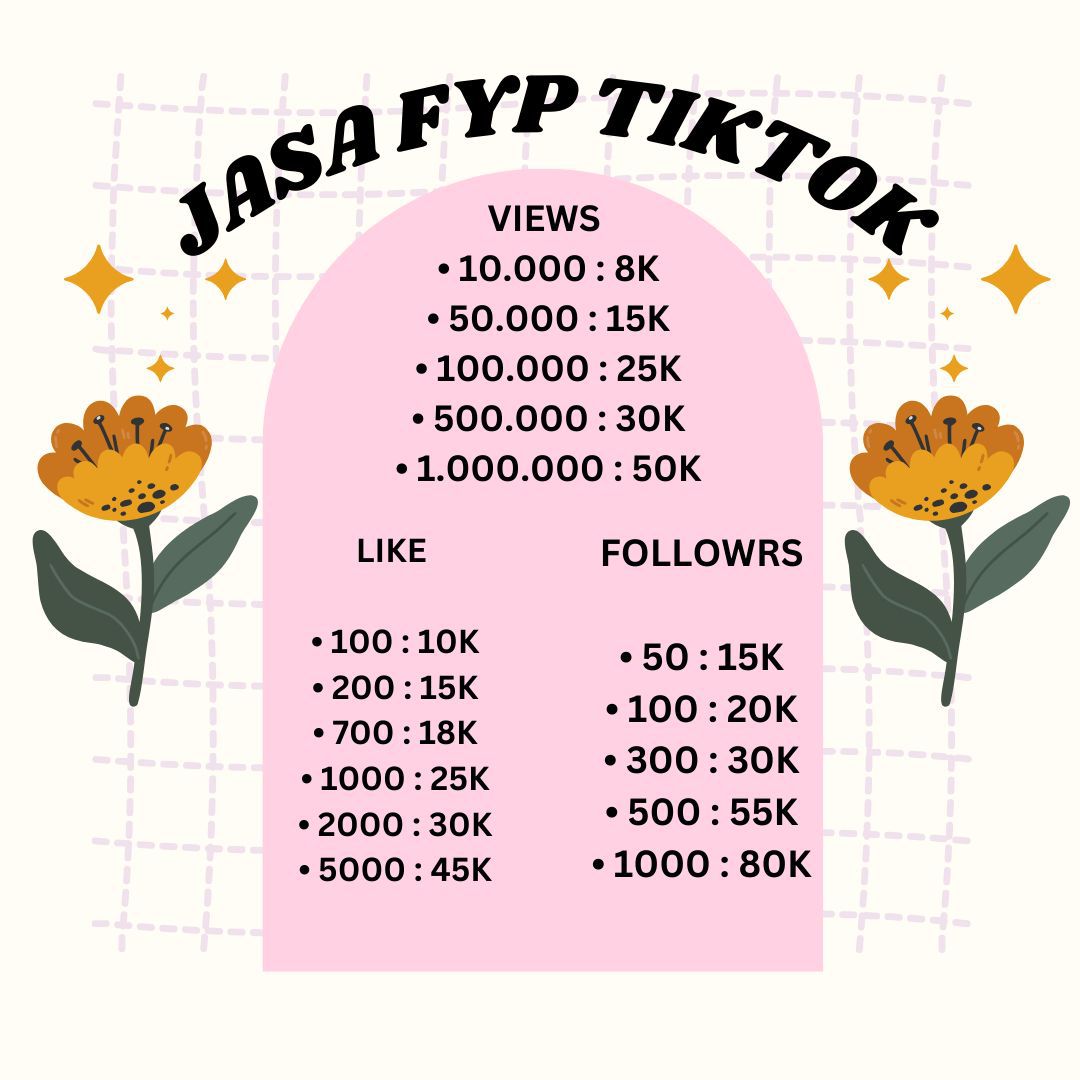 JASA FYP TIKTOK
VIEWS
• 10.000 : 8K
• 50.000 : 15K
• 100.000 : 25K
• 500.000 : 30K
• 1.000.000 : 50K
LIKE
• 100 : 10K
• 200 : 15K
• 700 : 18K
• 1000 : 25K
• 2000 : 30K
• 5000 : 45K
FOLLOWRS
• 50 : 15K
• 100 : 20K
• 300 : 30K
• 500 : 55K
• 1000 : 80K